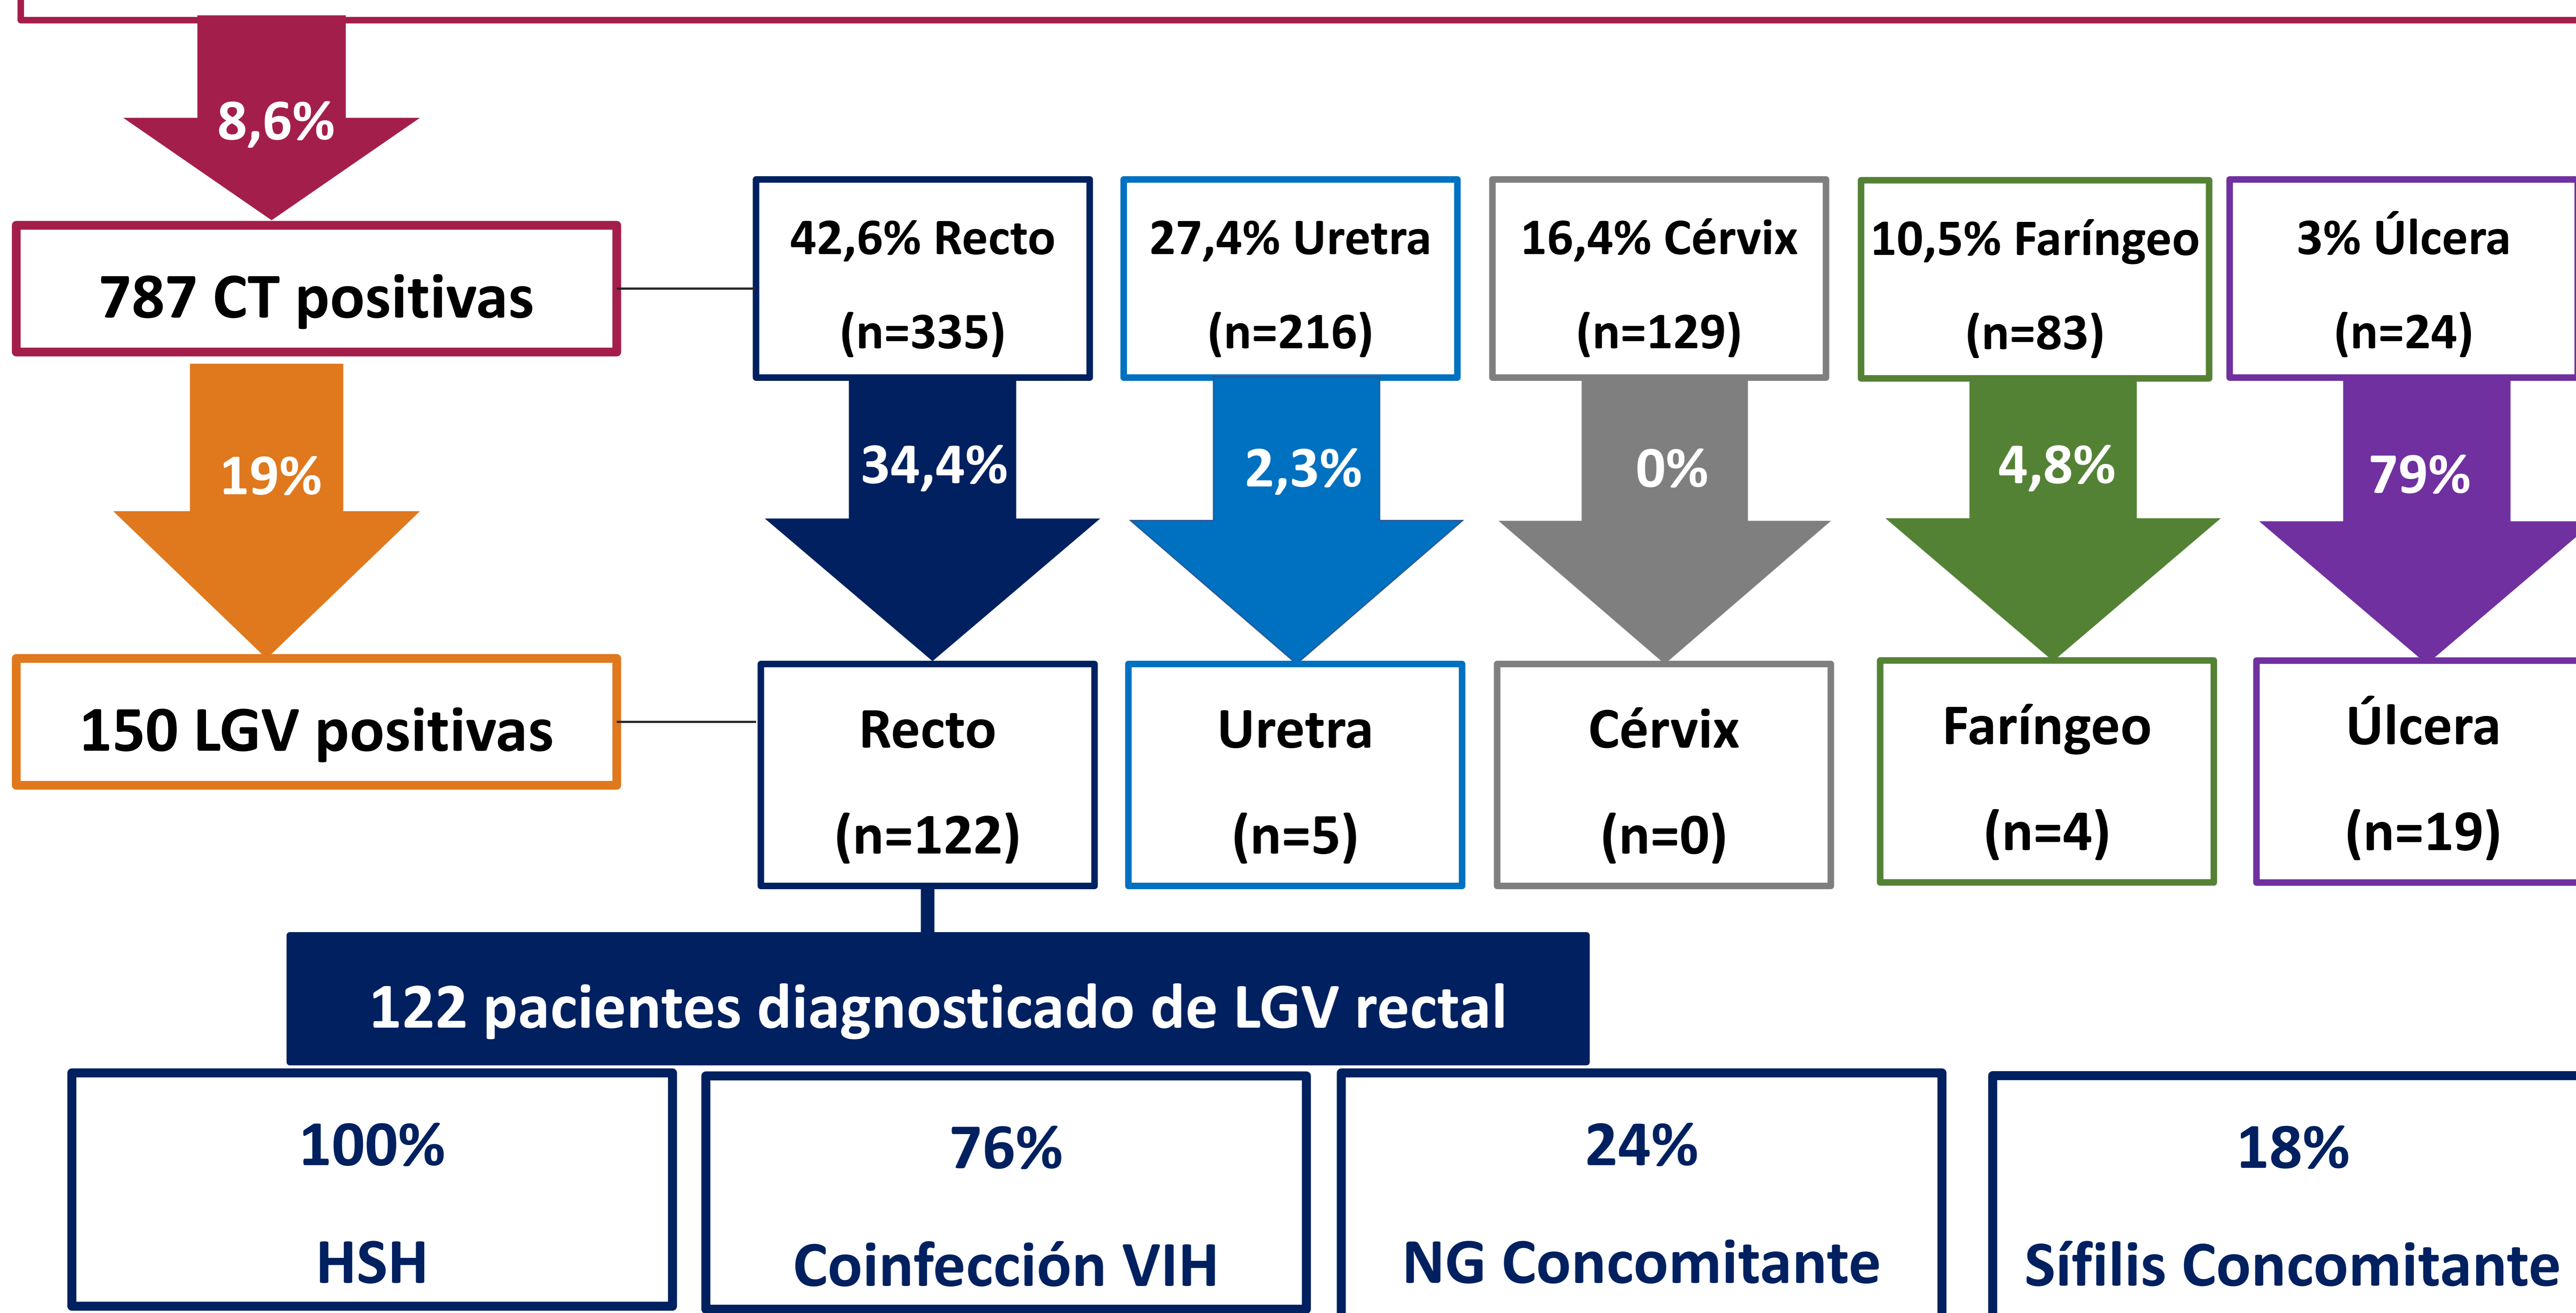 8,6%
787 CT positivas
42,6% Recto
(n=335)
27,4% Uretra
(n=216)
16,4% Cérvix
(n=129)
10,5% Faríngeo
(n=83)
3% Úlcera
(n=24)
19%
34,4%
2,3%
0%
4,8%
79%
150 LGV positivas
Recto
(n=122)
Uretra
(n=5)
Cérvix
(n=0)
Faríngeo
(n=4)
Úlcera
(n=19)
122 pacientes diagnosticado de LGV rectal
100%
HSH
76%
Coinfección VIH
24%
NG Concomitante
18%
Sífilis Concomitante